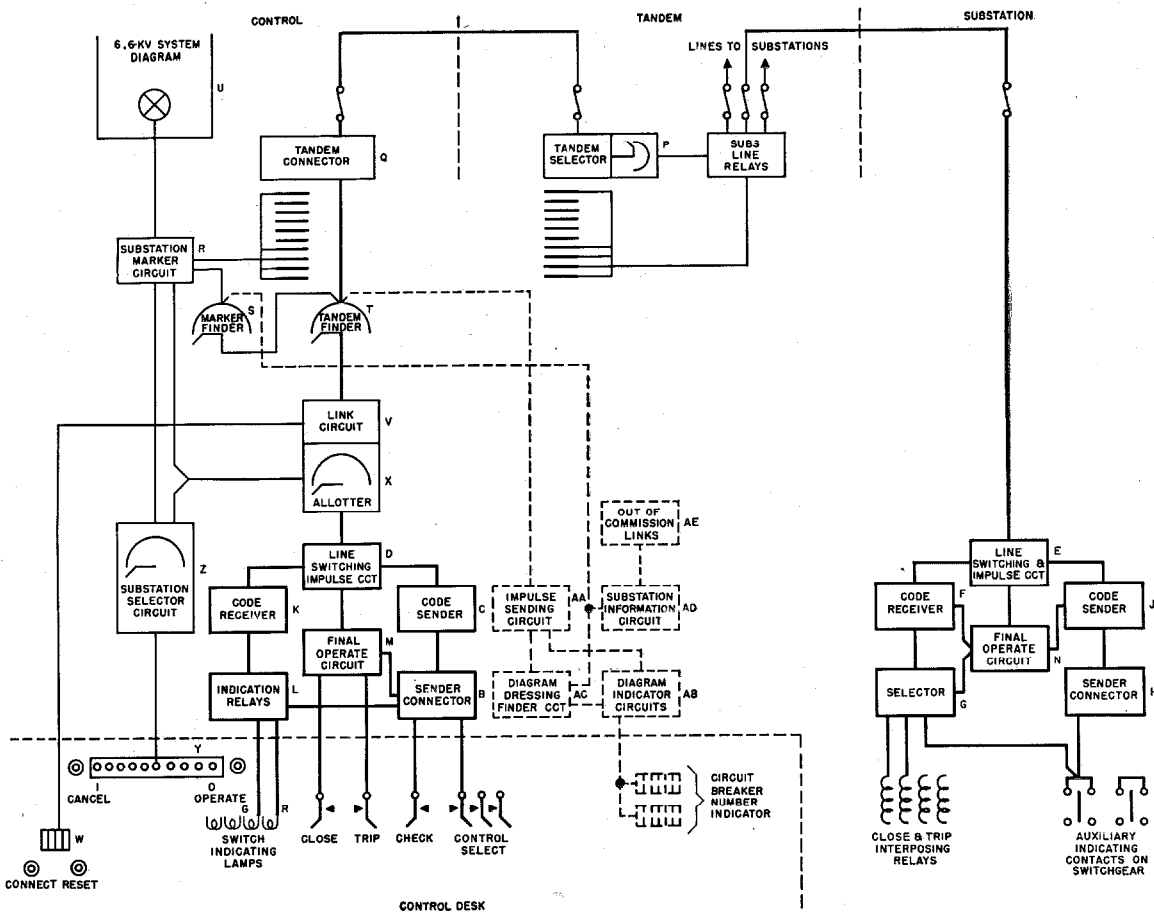 CONTROL
TANDEM
SUBSTATION
6.6-KV SYSTEM
DIAGRAM
U
LINES TO SUBSTATIONS
TANDEM
CONNECTOR
Q
TANDEM
SELECTOR
P
SUBS
LINE
RELAYS
SUBSTATION
MARKER
CIRCUIT
R
MARKER
FINDER
S
TANDEM
FINDER
T
LINK
CIRCUIT
V
ALLOTTER
X
SUBSTATION
SELECTOR
CIRCUIT
Z
OUT OF
COMMISSION
LINKS
AE
LINE
SWITCHING
IMPULSE CCT
D
LINE
SWITCHING &
IMPULSE CCT
E
CODE
RECEIVER
K
CODE
SENDER
C
IMPULSE
SENDING
CIRCUIT
AA
SUBSTATION
INFORMATION
CIRCUIT
AD
CODE
RECEIVER
F
CODE
SENDER
J
FINAL
OPERATE
CIRCUIT
M
FINAL
OPERATE
CIRCUIT
N
INDICATION
RELAYS
L
SENDER
CONNECTOR
B
DIAGRAM
DRESSING
FINDER CCT
AC
DIAGRAM
INDICATOR
CIRCUITS
AB
SELECTOR
G
SENDER
CONNECTOR
H
Y
I
O
CANCEL
OPERATE
G
R
SWITCH
INDICATING
LAMPS
CLOSE
TRIP
CHECK
CONTROL
SELECT
CIRCUIT
BREAKER
NUMBER
INDICATOR
CLOSE & TRIP
INTERPOSING
RELAYS
AUXILIARY
INDICATING
CONTACTS ON
SWITCHGEAR
W
CONNECT RESET
CONTROL DESK